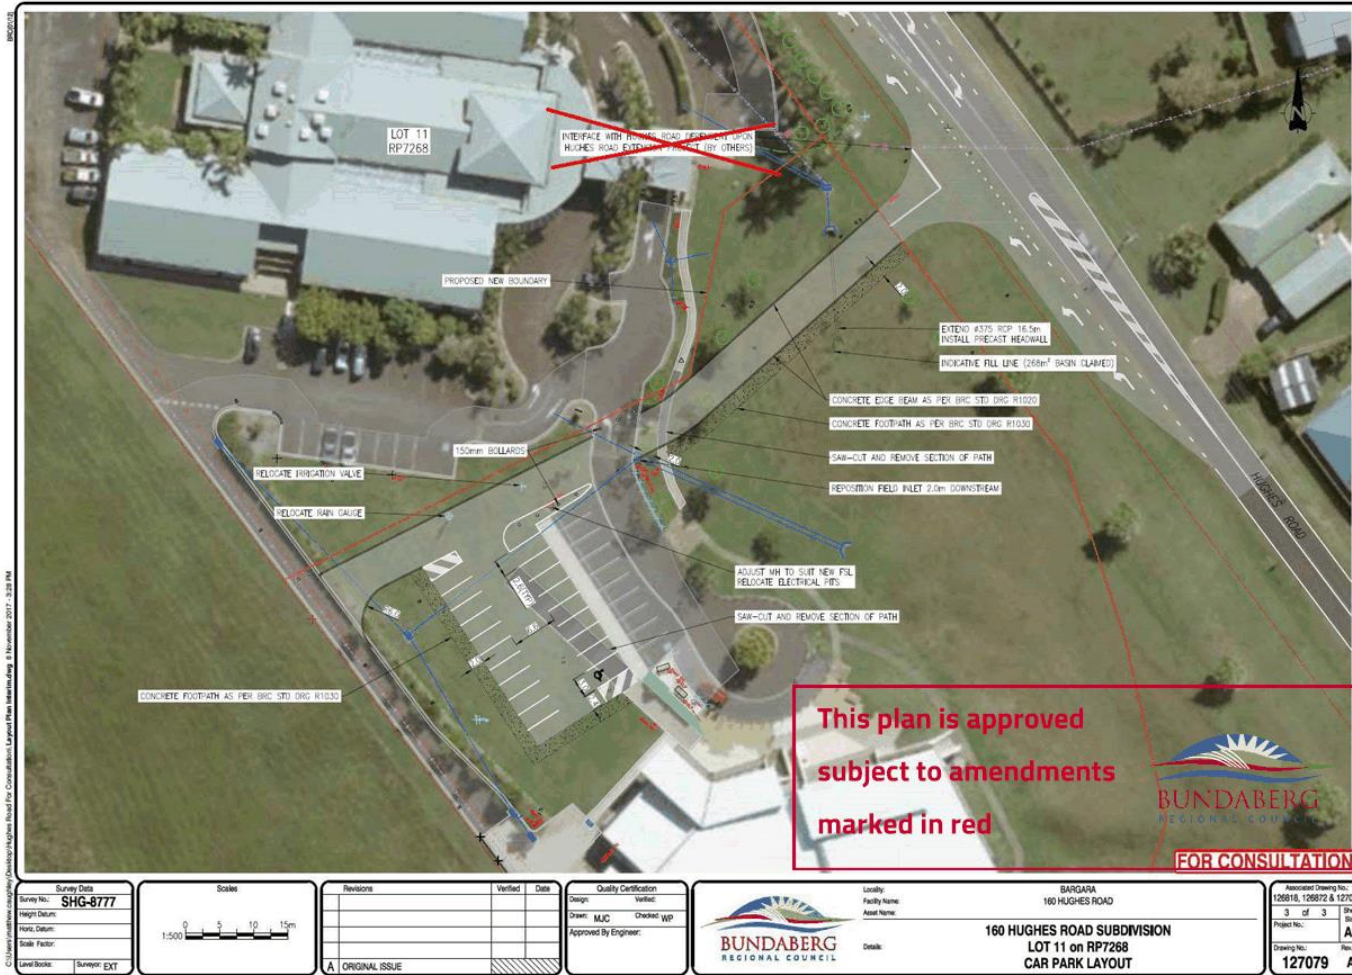 BRC(01/12)
LOT 11
RP7268
INTERFACE WITH HUGHES ROAD DEPENDENT UPON
HUGHES ROAD EXTENSION PROJECT (BY OTHERS)
N
PROPOSED NEW BOUNDARY
EXTEND ø375 RCP 16.5m
INSTALL PRECAST HEADWALL
INDICATIVE FILL LINE (268m² BASIN CLAIMED)
CONCRETE EDGE BEAM AS PER BRC STD DRG R1020
CONCRETE FOOTPATH AS PER BRC STD DRG R1030
150mm BOLLARDS
SAW-CUT AND REMOVE SECTION OF PATH
RELOCATE IRRIGATION VALVE
REPOSITION FIELD INLET 2.0m DOWNSTREAM
HUGHES ROAD
RELOCATE RAIN GAUGE
ADJUST MH TO SUIT NEW FSL
RELOCATE ELECTRICAL PITS
2.6(TYP)
SAW-CUT AND REMOVE SECTION OF PATH
CONCRETE FOOTPATH AS PER BRC STD DRG R1030
This plan is approved
subject to amendments
marked in red
BUNDABERG
REGIONAL COUNCIL
FOR CONSULTATION
Survey Data
Survey No.: SHG-8777
Height Datum:
Horiz. Datum:
Scale Factor:
Level Books:
Surveyor: EXT
Scales
1:500
0 5 10 15m
Revisions
Verified
Date
A ORIGINAL ISSUE
Quality Certification
Design:
Verified:
Drawn: MJC
Checked: WP
Approved By Engineer:
BUNDABERG
REGIONAL COUNCIL
Locality: BARGARA
Facility Name: 160 HUGHES ROAD
Asset Name:
Details:
160 HUGHES ROAD SUBDIVISION
LOT 11 on RP7268
CAR PARK LAYOUT
Associated Drawing No.:
126818, 126872 &
3 of 3
Project No.:
A
Drawing No.:
127079
A